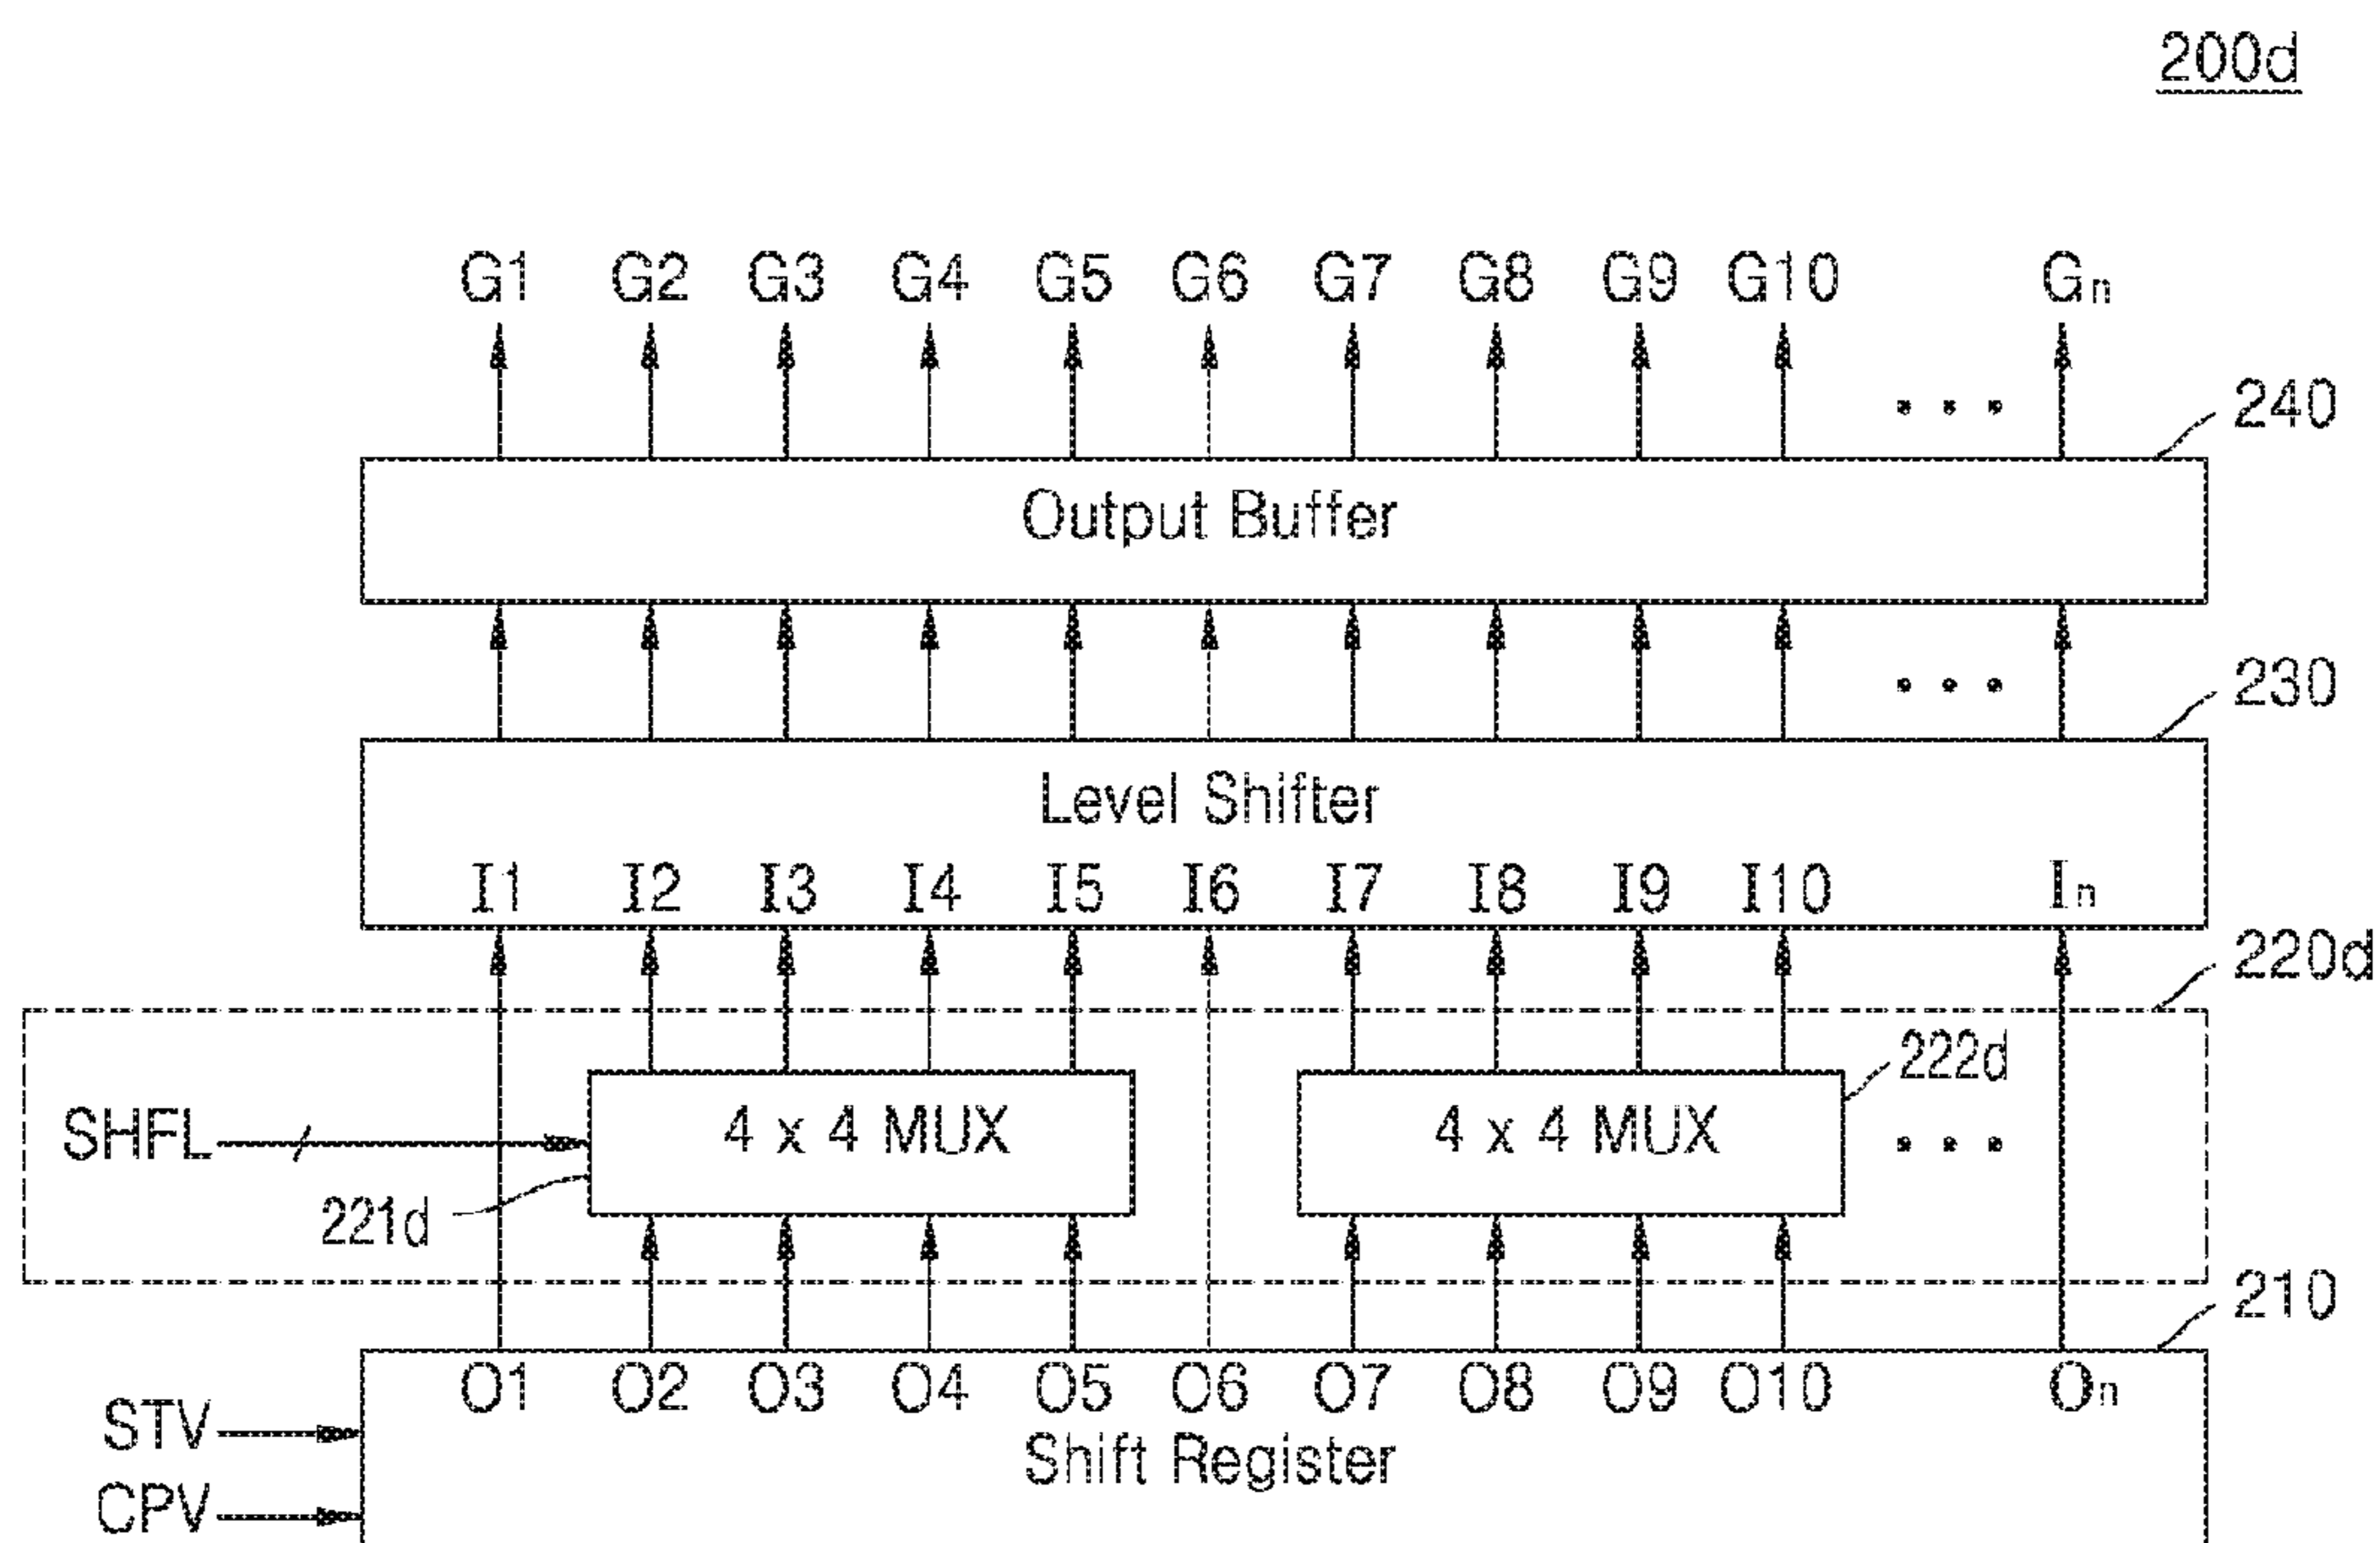 200d
G1 G2 G3 G4 G5 G6 G7 G8 G9 G10 Gn
240
Output Buffer
230
Level Shifter
I1 I2 I3 I4 I5 I6 I7 I8 I9 I10 In
220d
222d
SHFL 4 x 4 MUX 4 x 4 MUX
221d
210
O1 O2 O3 O4 O5 O6 O7 O8 O9 O10 On
STV
Shift Register
CPV